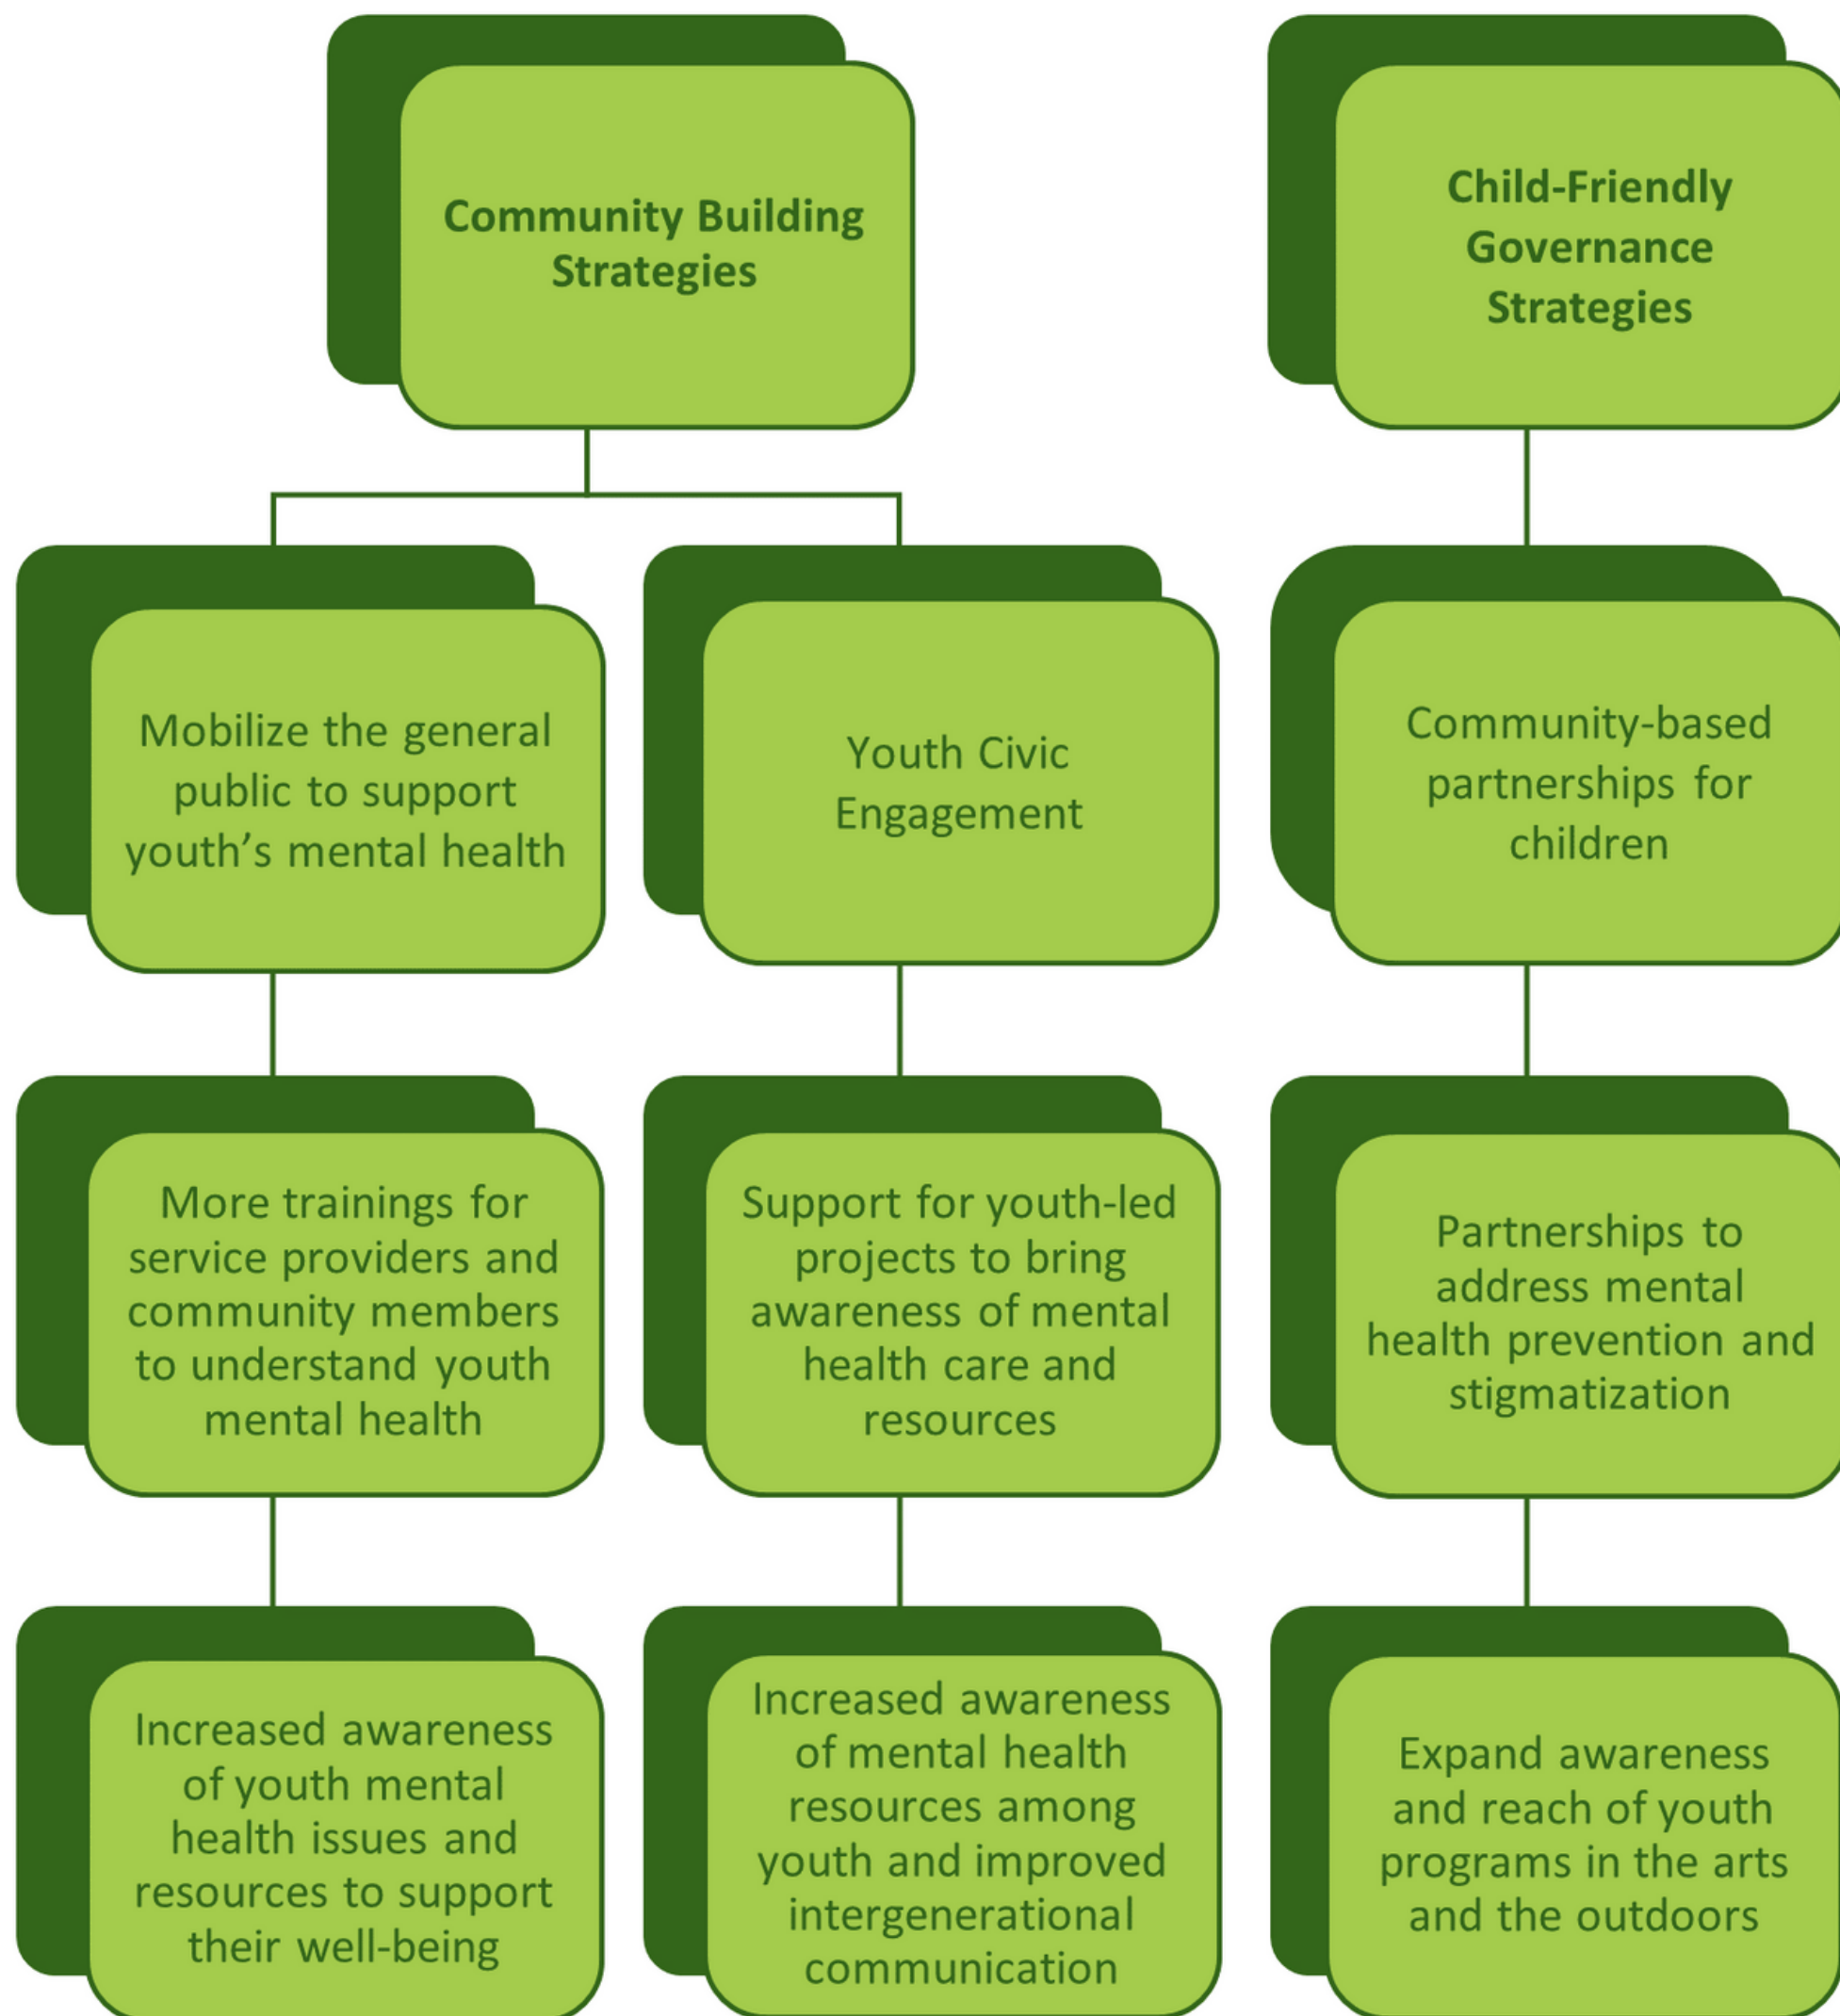 Community Building
Strategies
Child-Friendly
Governance
Strategies
Mobilize the general
public to support
youth’s mental health
Youth Civic
Engagement
Community-based
partnerships for
children
More trainings for
service providers and
community members
to understand youth
mental health
Support for youth-led
projects to bring
awareness of mental
health care and
resources
Partnerships to
address mental
health prevention and
stigmatization
Increased awareness
of youth mental
health issues and
resources to support
their well-being
Increased awareness
of mental health
resources among
youth and improved
intergenerational
communication
Expand awareness
and reach of youth
programs in the arts
and the outdoors